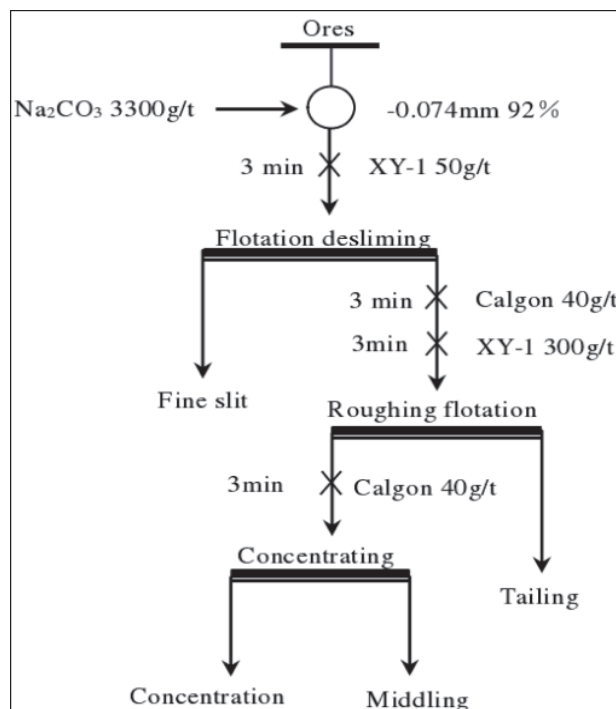 Ores
Na₂CO₃ 3300g/t
-0.074mm 92%
3 min
XY-1 50g/t
Flotation desliming
3 min
Calgon 40g/t
3min
XY-1 300g/t
Fine slit
Roughing flotation
3min
Calgon 40g/t
Concentrating
Tailing
Concentration
Middling